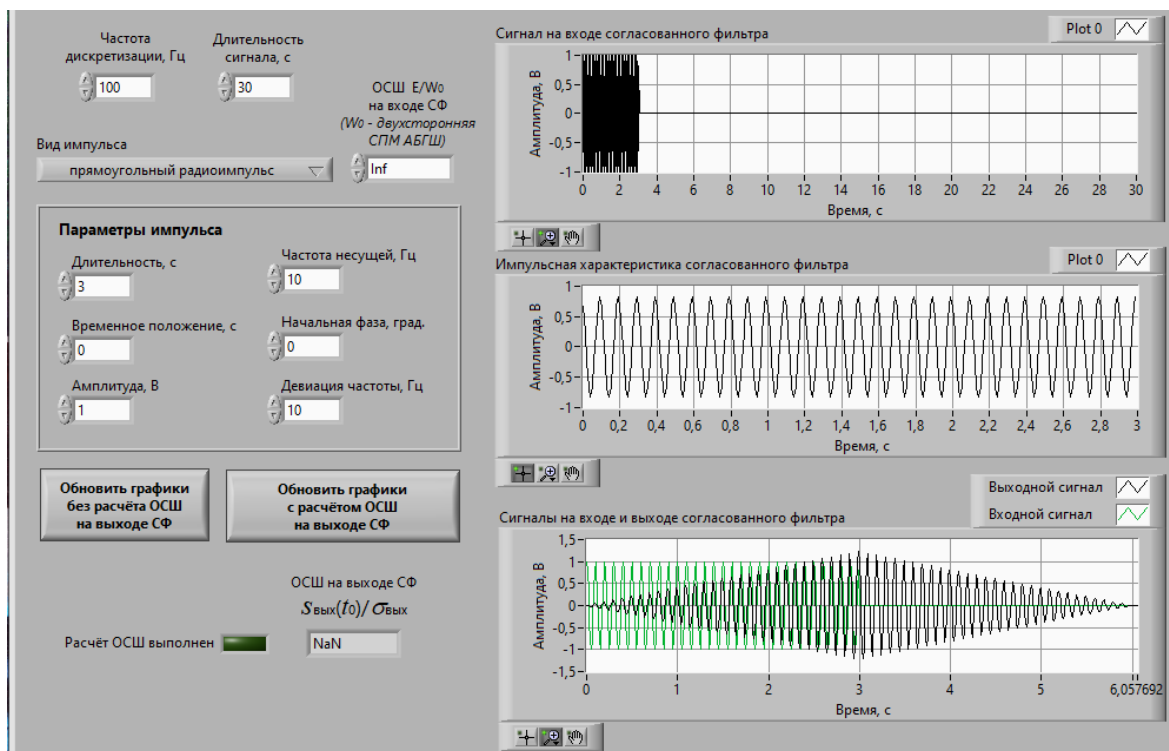 Частота
дискретизации, Гц
100
Длительность
сигнала, с
30
ОСШ E/W0
на входе СФ
(W0 - двухсторонняя
СПМ АБГШ)
Inf
Вид импульса
прямоугольный радиоимпульс
Параметры импульса
Длительность, с
3
Частота несущей, Гц
10
Временное положение, с
0
Начальная фаза, град.
0
Амплитуда, В
1
Девиация частоты, Гц
10
Обновить графики
без расчёта ОСШ
на выходе СФ
Обновить графики
с расчётом ОСШ
на выходе СФ
ОСШ на выходе СФ
Sвых(t0)/σвых
Расчёт ОСШ выполнен
NaN
Сигнал на входе согласованного фильтра
Plot 0
Амплитуда, В
1
0,5
0
-0,5
-1
0 2 4 6 8 10 12 14 16 18 20 22 24 26 28 30
Время, с
Импульсная характеристика согласованного фильтра
Plot 0
Амплитуда, В
1
0,5
0
-0,5
-1
0 0,2 0,4 0,6 0,8 1 1,2 1,4 1,6 1,8 2 2,2 2,4 2,6 2,8 3
Время, с
Сигналы на входе и выходе согласованного фильтра
Выходной сигнал
Входной сигнал
Амплитуда, В
1,5
1
0,5
0
-0,5
-1
-1,5
0 1 2 3 4 5 6,057692
Время, с